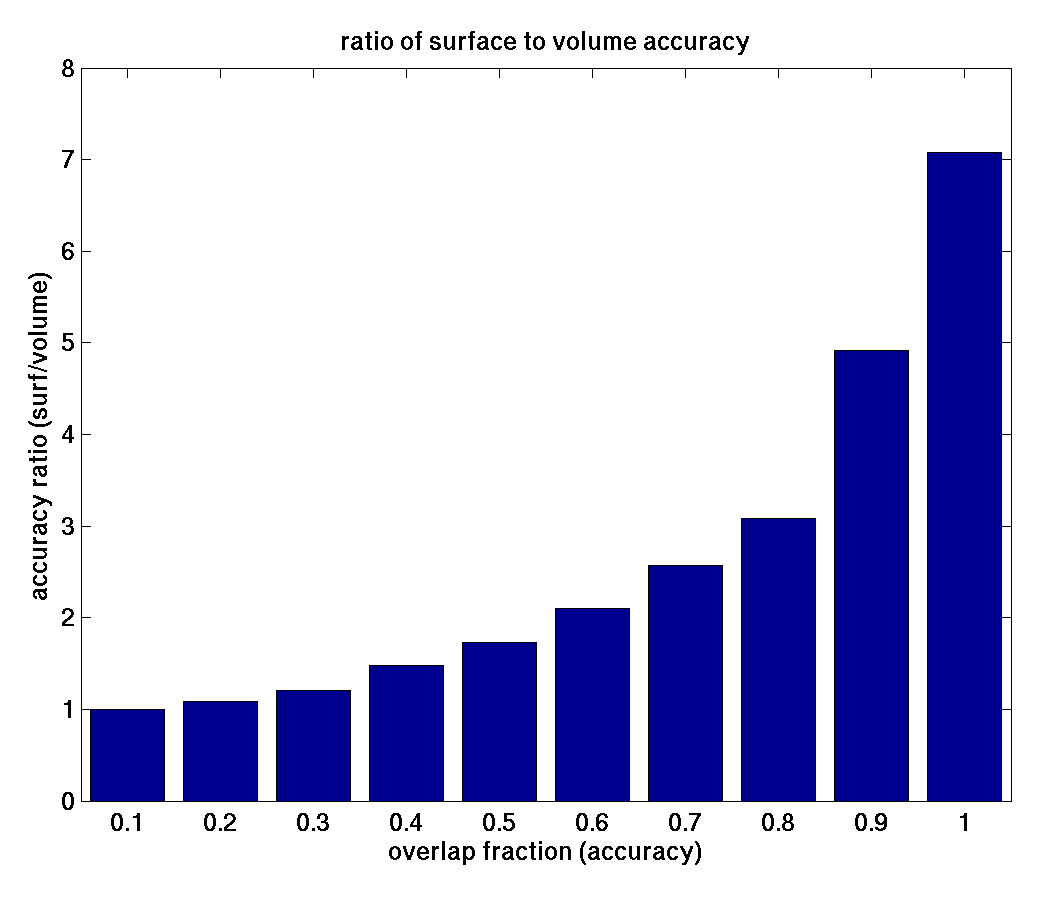 ratio of surface to volume accuracy
8
7
6
5
4
3
2
1
0
accuracy ratio (surf/volume)
0.1 0.2 0.3 0.4 0.5 0.6 0.7 0.8 0.9 1
overlap fraction (accuracy)